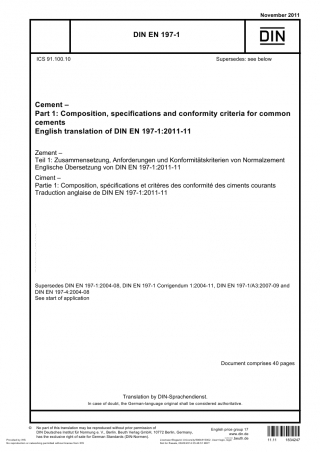 November 2011
DIN EN 197-1
DIN
ICS 91.100.10
Supersedes: see below
Cement –
Part 1: Composition, specifications and conformity criteria for common
cements
English translation of DIN EN 197-1:2011-11
Zement –
Teil 1: Zusammensetzung, Anforderungen und Konformitätskriterien von Normalzement
Englische Übersetzung von DIN EN 197-1:2011-11
Ciment –
Partie 1: Composition, spécifications et critères des conformité des ciments courants
Traduction anglaise de DIN EN 197-1:2011-11
Supersedes DIN EN 197-1:2004-08, DIN EN 197-1 Corrigendum 1:2004-11, DIN EN 197-1/A3:2007-09 and
DIN EN 197-4:2004-08
See start of application
Document comprises 40 pages
Translation by DIN-Sprachendienst.
In case of doubt, the German-language original shall be considered authoritative.
© No part of this translation may be reproduced without prior permission of
DIN Deutsches Institut für Normung e. V., Berlin. Beuth Verlag GmbH, 10772 Berlin, Germany,
has the exclusive right of sale for German Standards (DIN-Normen).
English price group 17
www.din.de
www.beuth.de
11.11